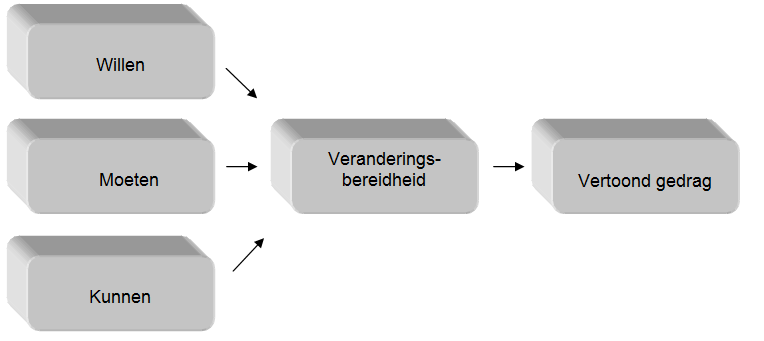 Willen
Moeten
Kunnen
Veranderings-
bereidheid
Vertoond gedrag